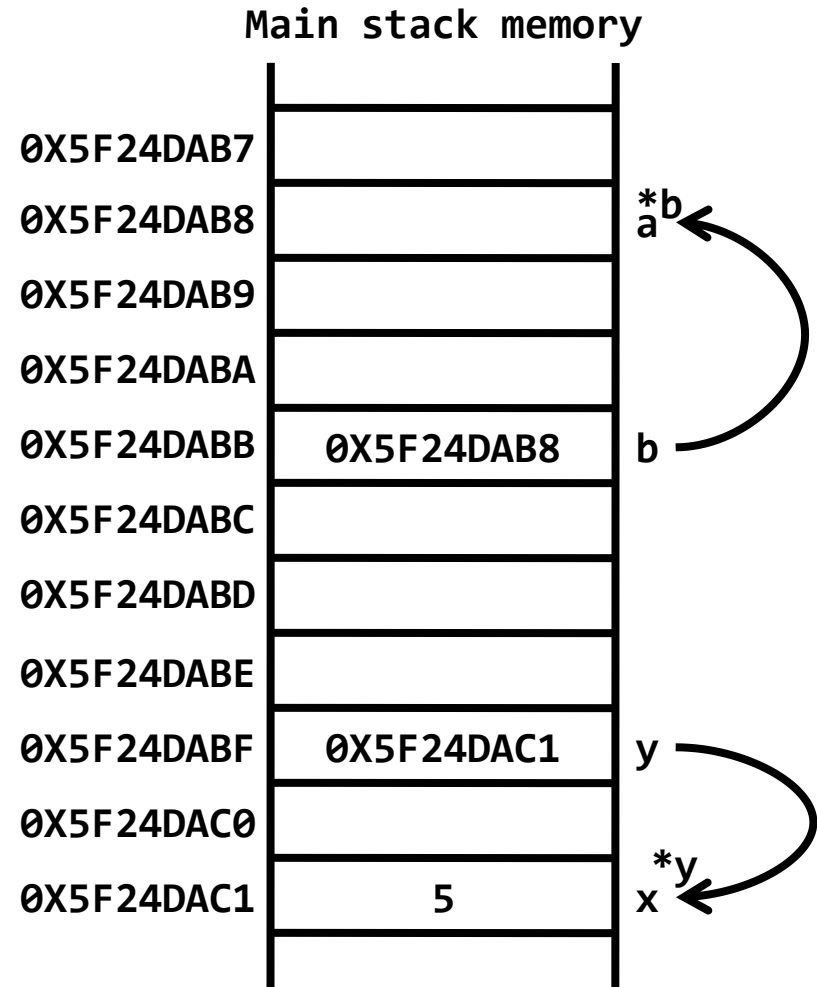 Main stack memory
0X5F24DAB7
*b
0X5F24DAB8 a
0X5F24DAB9
0X5F24DABA
0X5F24DABB 0X5F24DAB8 b
0X5F24DABC
0X5F24DABD
0X5F24DABE
0X5F24DABF 0X5F24DAC1 y
0X5F24DAC0
*y
0X5F24DAC1 5 x